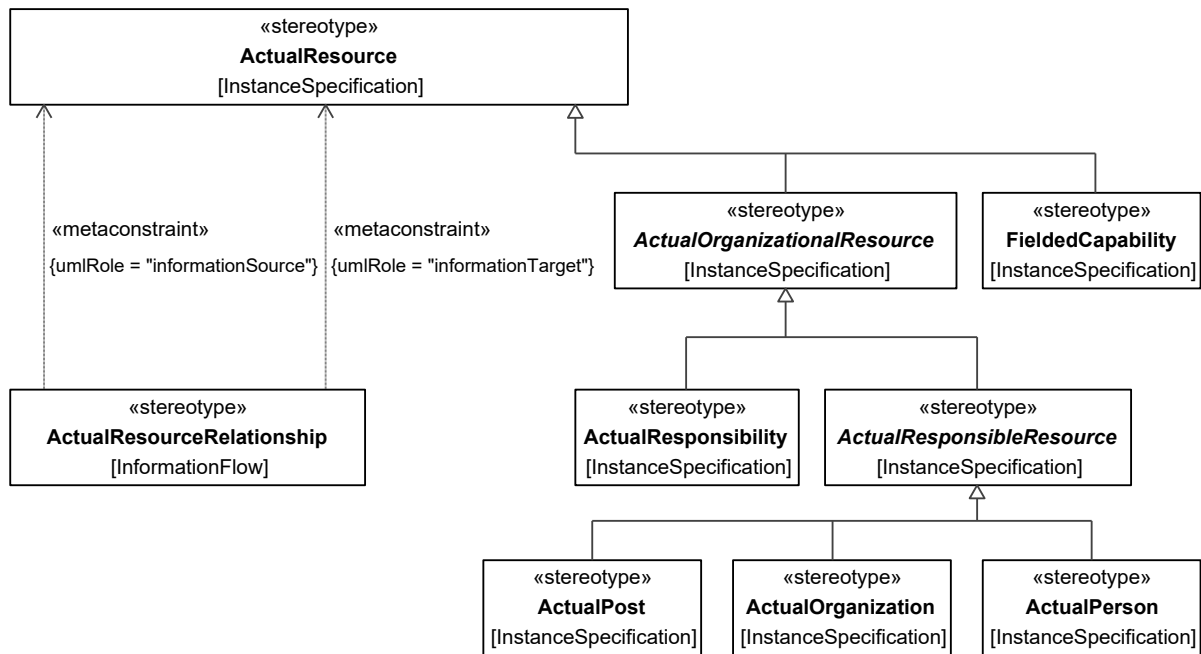 «stereotype»
ActualResource
[InstanceSpecification]
«metaconstraint»
{umlRole = "informationSource"}
«metaconstraint»
{umlRole = "informationTarget"}
«stereotype»
ActualOrganizationalResource
[InstanceSpecification]
«stereotype»
FieldedCapability
[InstanceSpecification]
«stereotype»
ActualResourceRelationship
[InformationFlow]
«stereotype»
ActualResponsibility
[InstanceSpecification]
«stereotype»
ActualResponsibleResource
[InstanceSpecification]
«stereotype»
ActualPost
[InstanceSpecification]
«stereotype»
ActualOrganization
[InstanceSpecification]
«stereotype»
ActualPerson
[InstanceSpecification]